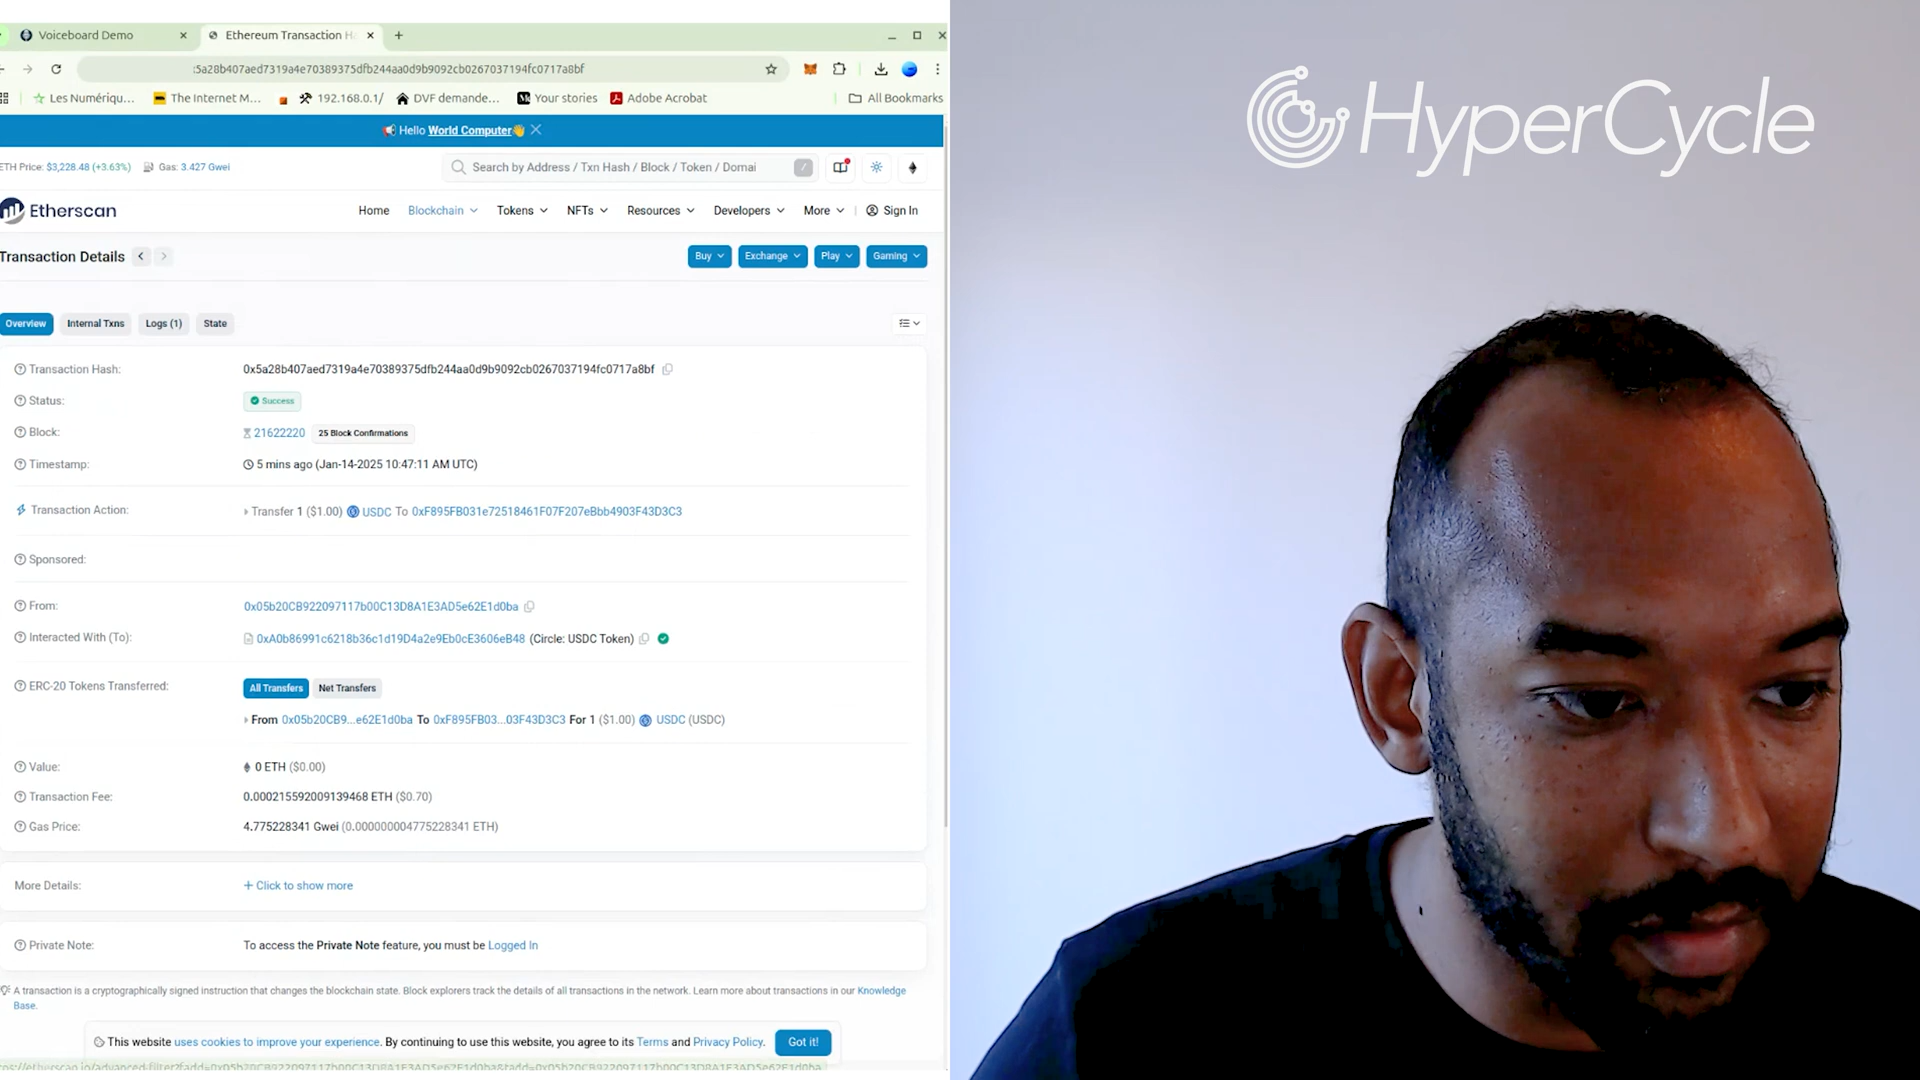 Voiceboard Demo
Ethereum Transaction H
:5a28b407aed7319a4e70389375dfb244aa0d9b9092cb0267037194fc0717a8bf
Les Numériqu...
The Internet M...
192.168.0.1/
DVF demande...
Your stories
Adobe Acrobat
All Bookmarks
HyperCycle
Hello World Computer
ETH Price: $3,228.48 (+3.63%)
Gas: 3.427 Gwei
Search by Address / Txn Hash / Block / Token / Domai
/
Etherscan
Home
Blockchain
Tokens
NFTs
Resources
Developers
More
Sign In
Transaction Details
Buy
Exchange
Play
Gaming
Overview
Internal Txns
Logs (1)
State
Transaction Hash:
0x5a28b407aed7319a4e70389375dfb244aa0d9b9092cb0267037194fc0717a8bf
Status:
Success
Block:
21622220 25 Block Confirmations
Timestamp:
5 mins ago (Jan-14-2025 10:47:11 AM UTC)
Transaction Action:
Transfer 1 ($1.00) USDC To 0xF895FB031e72518461F07F207eBbb4903F43D3C3
Sponsored:
From:
0x05b20CB922097117b00C13D8A1E3AD5e62E1d0ba
Interacted With (To):
0xA0b86991c6218b36c1d19D4a2e9Eb0cE3606eB48 (Circle: USDC Token)
ERC-20 Tokens Transferred:
All Transfers
Net Transfers
From 0x05b20CB9...e62E1d0ba To 0xF895FB03...03F43D3C3 For 1 ($1.00) USDC (USDC)
Value:
0 ETH ($0.00)
Transaction Fee:
0.000215592009139468 ETH ($0.70)
Gas Price:
4.775228341 Gwei (0.000000004775228341 ETH)
More Details:
+ Click to show more
Private Note:
To access the Private Note feature, you must be Logged In
A transaction is a cryptographically signed instruction that changes the blockchain state. Block explorers track the details of all transactions in the network. Learn more about transactions in our Knowledge
Base.
This website uses cookies to improve your experience. By continuing to use this website, you agree to its Terms and Privacy Policy.
Got it!